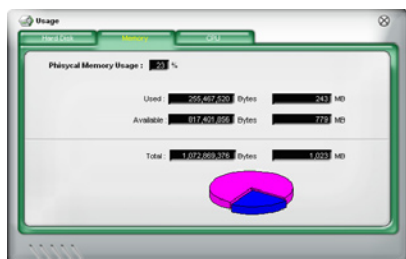 Usage
Hard Disk Memory CPU
Phisycal Memory Usage : 23 %
Used : 255,467,520 Bytes 243 MB
Available : 817,401,856 Bytes 779 MB
Total : 1,072,869,376 Bytes 1,023 MB